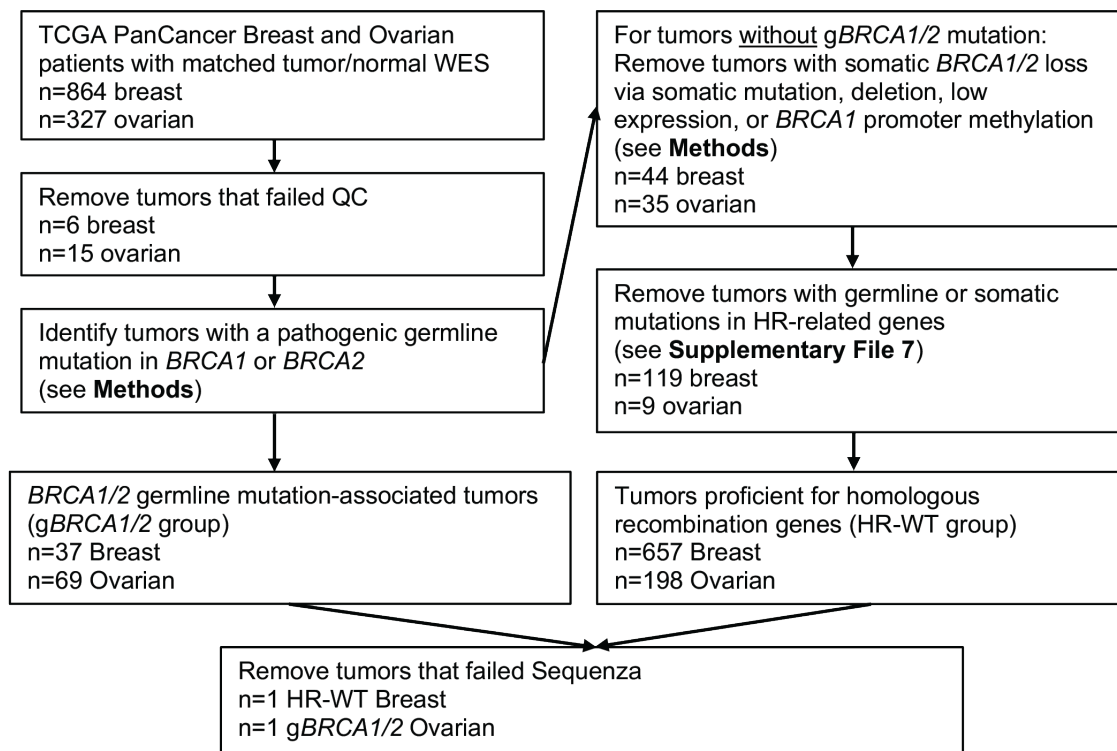 TCGA PanCancer Breast and Ovarian
patients with matched tumor/normal WES
n=864 breast
n=327 ovarian
Remove tumors that failed QC
n=6 breast
n=15 ovarian
Identify tumors with a pathogenic germline
mutation in BRCA1 or BRCA2
(see Methods)
BRCA1/2 germline mutation-associated tumors
(gBRCA1/2 group)
n=37 Breast
n=69 Ovarian
For tumors without gBRCA1/2 mutation:
Remove tumors with somatic BRCA1/2 loss
via somatic mutation, deletion, low
expression, or BRCA1 promoter methylation
(see Methods)
n=44 breast
n=35 ovarian
Remove tumors with germline or somatic
mutations in HR-related genes
(see Supplementary File 7)
n=119 breast
n=9 ovarian
Tumors proficient for homologous
recombination genes (HR-WT group)
n=657 Breast
n=198 Ovarian
Remove tumors that failed Sequenza
n=1 HR-WT Breast
n=1 gBRCA1/2 Ovarian